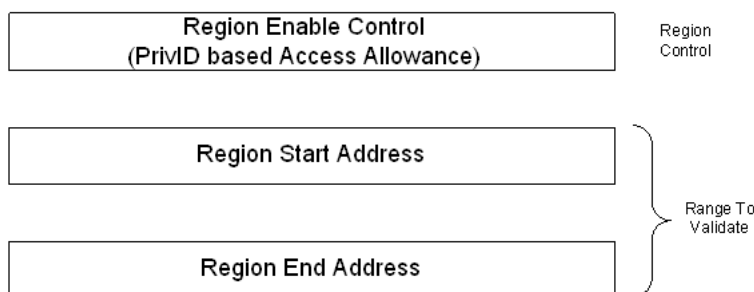 Region Enable Control
(PrivID based Access Allowance)
Region
Control
Region Start Address
Range To
Validate
Region End Address